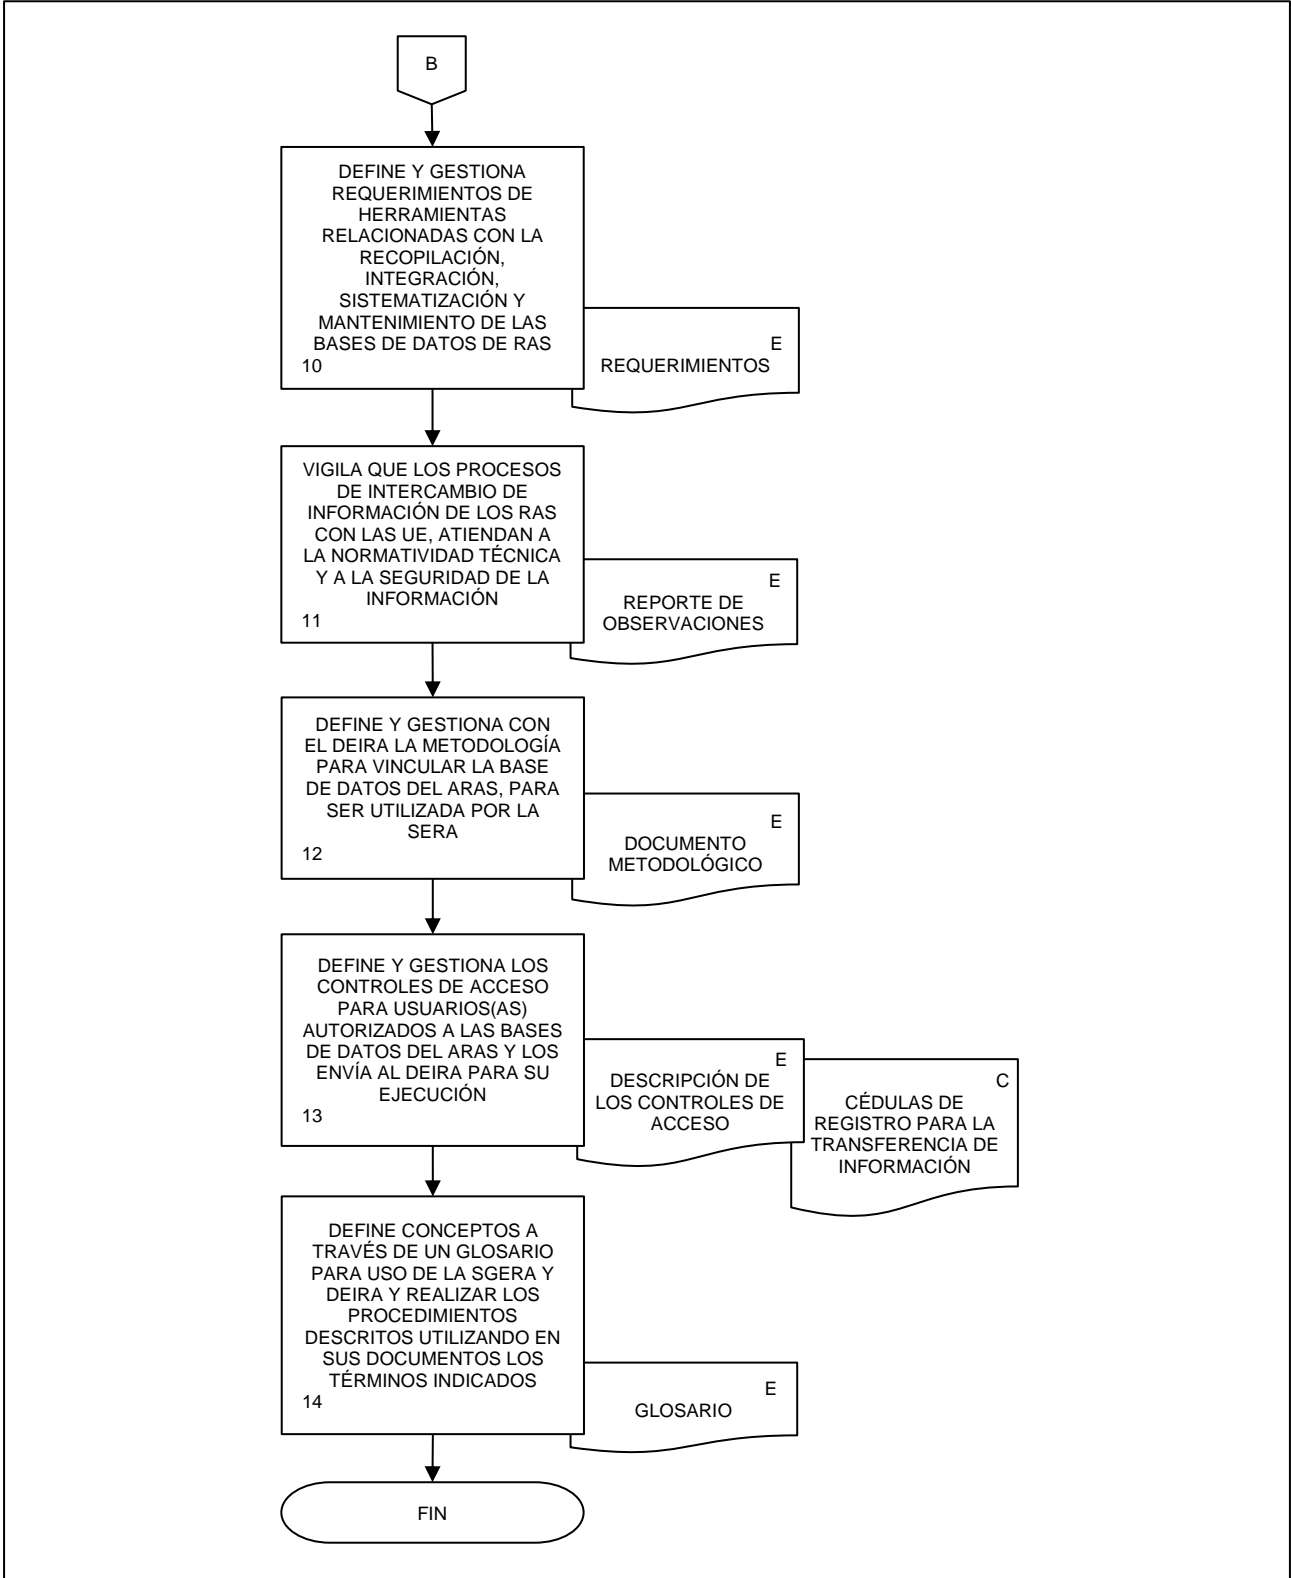 B
DEFINE Y GESTIONA
REQUERIMIENTOS DE
HERRAMIENTAS
RELACIONADAS CON LA
RECOPILACIÓN,
INTEGRACIÓN,
SISTEMATIZACIÓN Y
MANTENIMIENTO DE LAS
BASES DE DATOS DE RAS
10
E
REQUERIMIENTOS
VIGILA QUE LOS PROCESOS
DE INTERCAMBIO DE
INFORMACIÓN DE LOS RAS
CON LAS UE, ATIENDAN A
LA NORMATIVIDAD TÉCNICA
Y A LA SEGURIDAD DE LA
INFORMACIÓN
11
E
REPORTE DE
OBSERVACIONES
DEFINE Y GESTIONA CON
EL DEIRA LA METODOLOGÍA
PARA VINCULAR LA BASE
DE DATOS DEL ARAS, PARA
SER UTILIZADA POR LA
SERA
12
E
DOCUMENTO
METODOLÓGICO
DEFINE Y GESTIONA LOS
CONTROLES DE ACCESO
PARA USUARIOS(AS)
AUTORIZADOS A LAS BASES
DE DATOS DEL ARAS Y LOS
ENVÍA AL DEIRA PARA SU
EJECUCIÓN
13
E
DESCRIPCIÓN DE
LOS CONTROLES DE
ACCESO
C
CÉDULAS DE
REGISTRO PARA LA
TRANSFERENCIA DE
INFORMACIÓN
DEFINE CONCEPTOS A
TRAVÉS DE UN GLOSARIO
PARA USO DE LA SGERA Y
DEIRA Y REALIZAR LOS
PROCEDIMIENTOS
DESCRITOS UTILIZANDO EN
SUS DOCUMENTOS LOS
TÉRMINOS INDICADOS
14
E
GLOSARIO
FIN